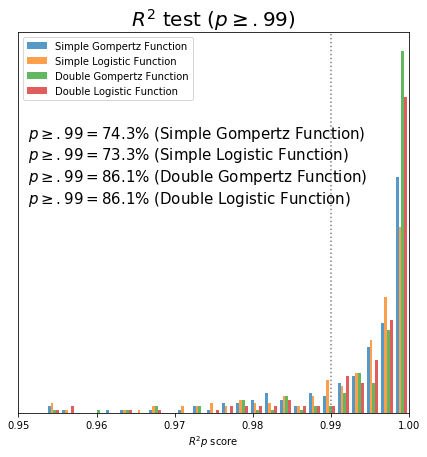 R² test (p ≥ .99)
Simple Gompertz Function
Simple Logistic Function
Double Gompertz Function
Double Logistic Function
p ≥ .99 = 74.3% (Simple Gompertz Function)
p ≥ .99 = 73.3% (Simple Logistic Function)
p ≥ .99 = 86.1% (Double Gompertz Function)
p ≥ .99 = 86.1% (Double Logistic Function)
0.95 0.96 0.97 0.98 0.99 1.00
R²p score